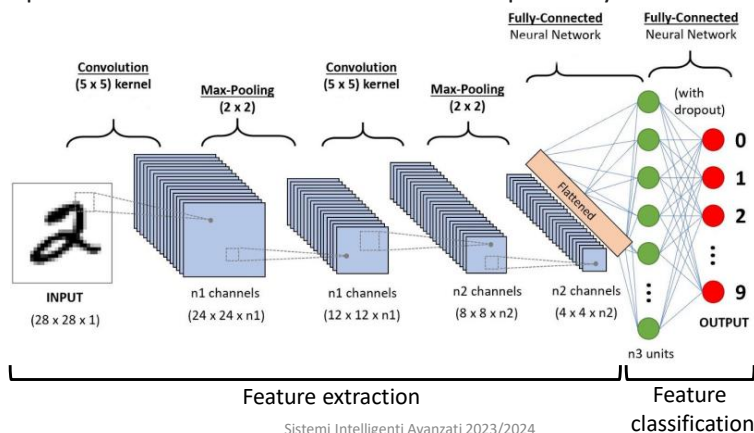 Fully-Connected
Neural Network
Fully-Connected
Neural Network
Convolution
(5 x 5) kernel
Max-Pooling
(2 x 2)
Convolution
(5 x 5) kernel
Max-Pooling
(2 x 2)
(with
dropout)
Flattened
0
1
2
9
INPUT
(28 x 28 x 1)
n1 channels
(24 x 24 x n1)
n1 channels
(12 x 12 x n1)
n2 channels
(8 x 8 x n2)
n2 channels
(4 x 4 x n2)
n3 units
OUTPUT
Feature extraction
Feature
classification
Sistemi Intelligenti Avanzati 2023/2024